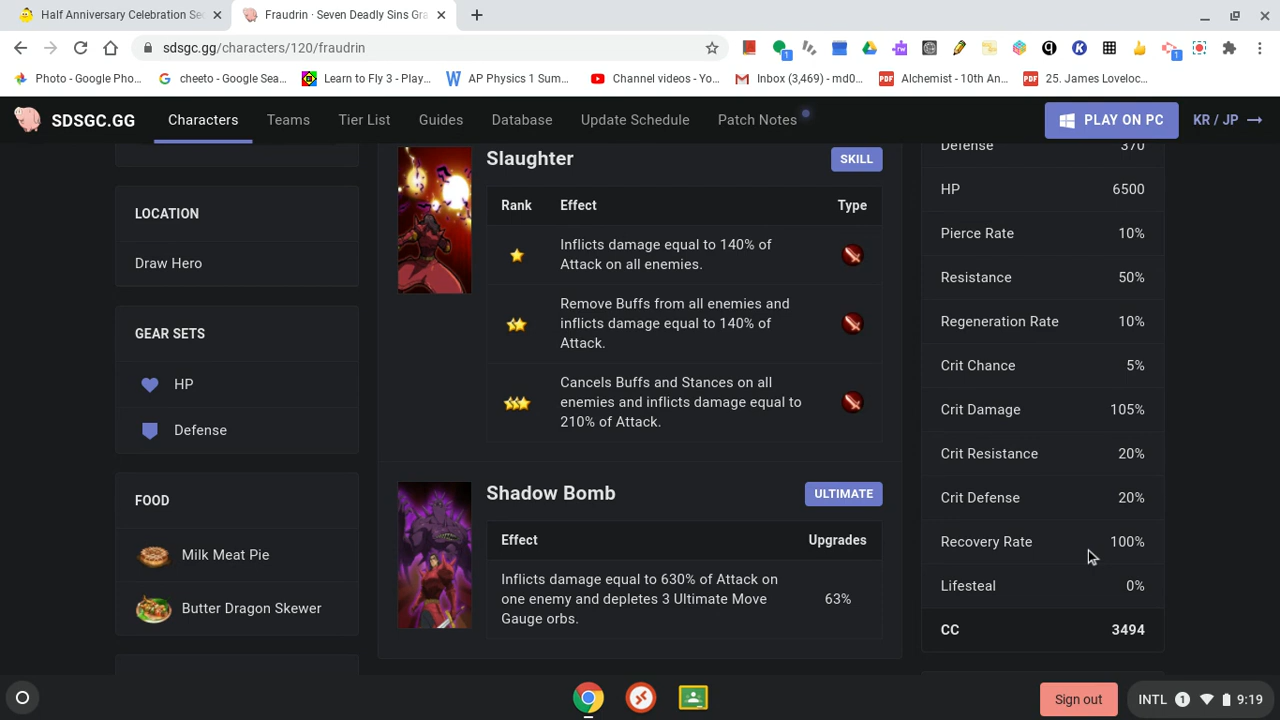 Half Anniversary Celebration Se
Fraudrin · Seven Deadly Sins Gra
sdsgc.gg/characters/120/fraudrin
1
1
Photo - Google Pho...
cheeto - Google Sea...
Learn to Fly 3 - Play...
AP Physics 1 Sum...
Channel videos - Yo...
Inbox (3,469) - md0...
Alchemist - 10th An...
25. James Loveloc...
SDSGC.GG
Characters
Teams
Tier List
Guides
Database
Update Schedule
Patch Notes
PLAY ON PC
KR / JP
LOCATION
Draw Hero
GEAR SETS
HP
Defense
FOOD
Milk Meat Pie
Butter Dragon Skewer
Slaughter
SKILL
Rank Effect Type
Inflicts damage equal to 140% of
Attack on all enemies.
Remove Buffs from all enemies and
inflicts damage equal to 140% of
Attack.
Cancels Buffs and Stances on all
enemies and inflicts damage equal to
210% of Attack.
Shadow Bomb
ULTIMATE
Effect Upgrades
Inflicts damage equal to 630% of Attack on
one enemy and depletes 3 Ultimate Move
Gauge orbs.
63%
Defense 370
HP 6500
Pierce Rate 10%
Resistance 50%
Regeneration Rate 10%
Crit Chance 5%
Crit Damage 105%
Crit Resistance 20%
Crit Defense 20%
Recovery Rate 100%
Lifesteal 0%
CC 3494
Sign out
INTL 1 9:19